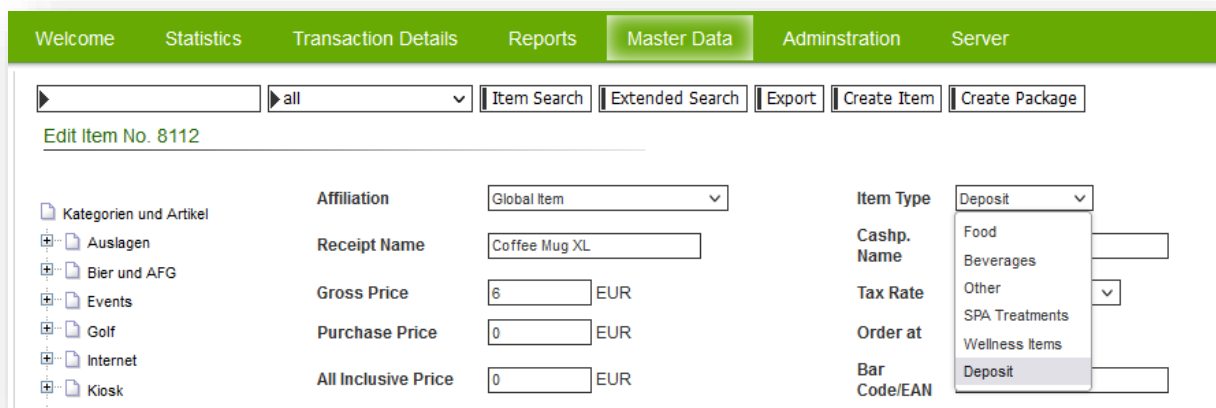 Welcome Statistics Transaction Details Reports Master Data Adminstration Server
all Item Search Extended Search Export Create Item Create Package
Edit Item No. 8112
Kategorien und Artikel
Auslagen
Bier und AFG
Events
Golf
Internet
Kiosk
Affiliation Global Item
Receipt Name Coffee Mug XL
Gross Price 6 EUR
Purchase Price 0 EUR
All Inclusive Price 0 EUR
Item Type Deposit
Cashp.
Name
Tax Rate
Order at
Bar
Code/EAN
Food
Beverages
Other
SPA Treatments
Wellness Items
Deposit